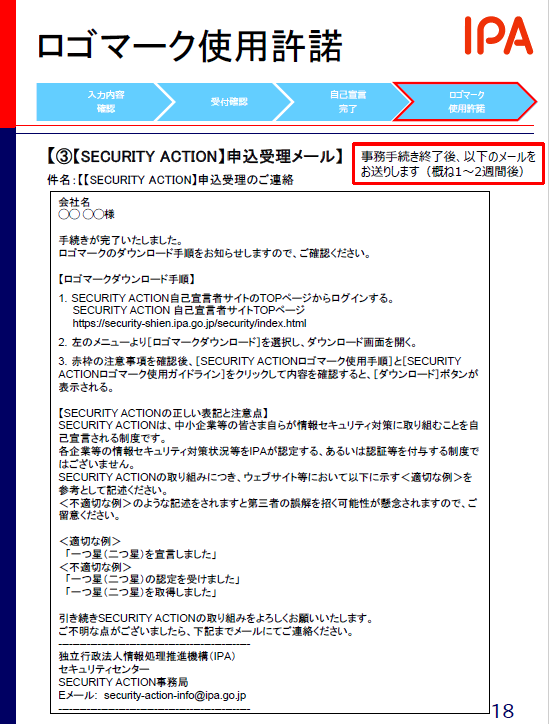 ロゴマーク使用許諾
IPA
入力内容
確認
受付確認
自己宣言
完了
ロゴマーク
使用許諾
【③【SECURITY ACTION】申込受理メール】
事務手続き終了後、以下のメールを
お送りします（概ね1～2週間後）
件名：【【SECURITY ACTION】申込受理のご連絡
会社名
○○ ○○様
手続きが完了いたしました。
ロゴマークのダウンロード手順をお知らせしますので、ご確認ください。
【ロゴマークダウンロード手順】
1. SECURITY ACTION自己宣言者サイトのTOPページからログインする。
SECURITY ACTION 自己宣言者サイトTOPページ
https://security-shien.ipa.go.jp/security/index.html
2. 左のメニューより［ロゴマークダウンロード］を選択し、ダウンロード画面を開く。
3. 赤枠の注意事項を確認後、［SECURITY ACTIONロゴマーク使用手順］と［SECURITY
ACTIONロゴマーク使用ガイドライン］をクリックして内容を確認すると、［ダウンロード］ボタンが
表示される。
【SECURITY ACTIONの正しい表記と注意点】
SECURITY ACTIONは、中小企業等の皆さま自らが情報セキュリティ対策に取り組むことを自
己宣言される制度です。
各企業等の情報セキュリティ対策状況等をIPAが認定する、あるいは認証等を付与する制度で
はございません。
SECURITY ACTIONの取り組みにつき、ウェブサイト等において以下に示す＜適切な例＞を
参考として記述ください。
＜不適切な例＞のような記述をされますと第三者の誤解を招く可能性が懸念されますので、ご
留意ください。
＜適切な例＞
「一つ星（二つ星）を宣言しました」
＜不適切な例＞
「一つ星（二つ星）の認定を受けました」
「一つ星（二つ星）を取得しました」
引き続きSECURITY ACTIONの取り組みをよろしくお願いいたします。
ご不明な点がございましたら、下記までメールにてご連絡ください。
--------------------------------------------------
独立行政法人情報処理推進機構（IPA）
セキュリティセンター
SECURITY ACTION事務局
Eメール: security-action-info@ipa.go.jp
--------------------------------------------------
18